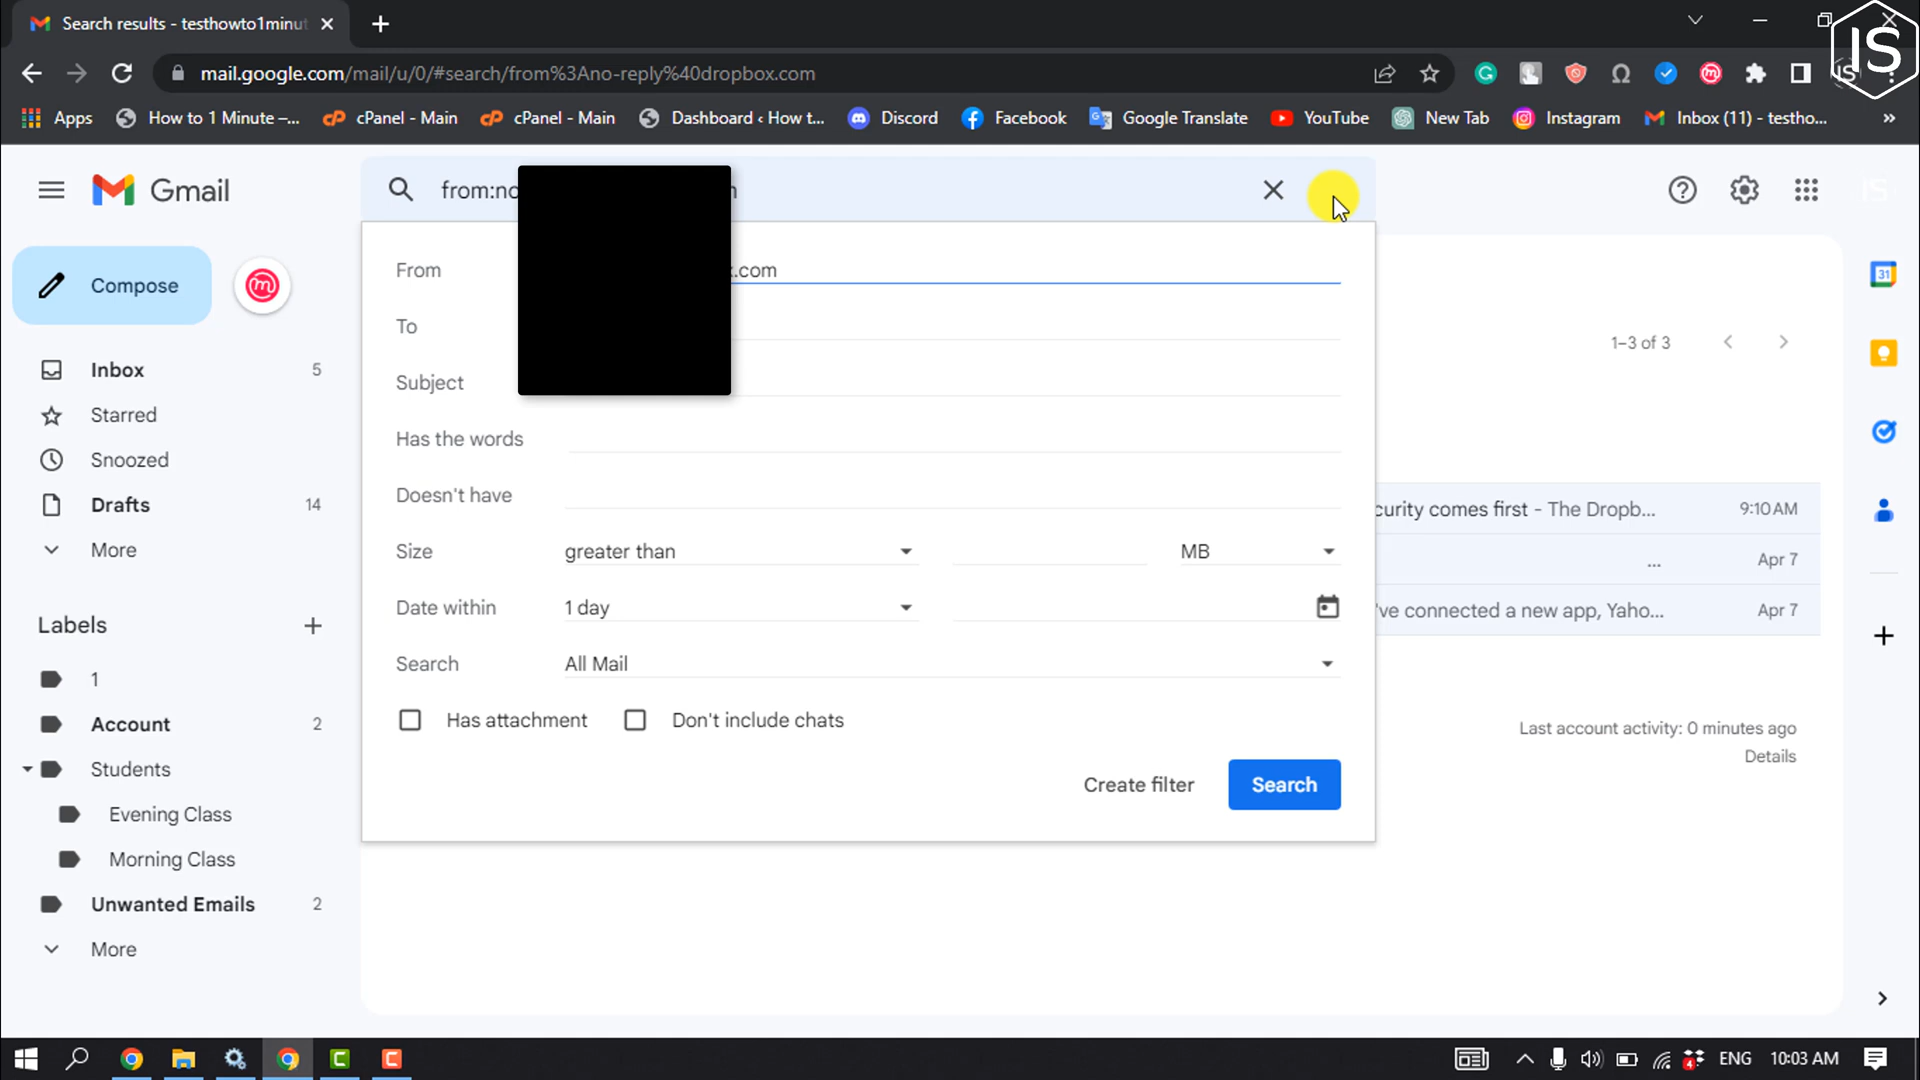 Search results - testhowto1minut
IS
mail.google.com/mail/u/0/#search/from%3Ano-reply%40dropbox.com
Apps How to 1 Minute –... cPanel - Main cPanel - Main Dashboard ‹ How t... Discord Facebook Google Translate YouTube New Tab Instagram Inbox (11) - testho... »
Gmail
from:no
Compose
From .com
To
Subject
Has the words
Doesn't have
Size greater than MB
Date within 1 day
Search All Mail
Has attachment Don't include chats
Create filter Search
Inbox 5
Starred
Snoozed
Drafts 14
More
Labels
1
Account 2
Students
Evening Class
Morning Class
Unwanted Emails 2
More
1–3 of 3
curity comes first - The Dropb... 9:10 AM
... Apr 7
've connected a new app, Yaho... Apr 7
Last account activity: 0 minutes ago
Details
31
ENG 10:03 AM